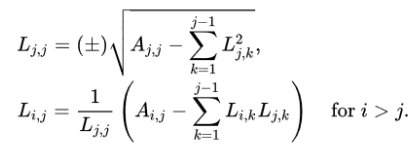 L_{j,j} = (\pm)\sqrt{A_{j,j} - \sum_{k=1}^{j-1} L_{j,k}^2},
L_{i,j} = \frac{1}{L_{j,j}} \left( A_{i,j} - \sum_{k=1}^{j-1} L_{i,k} L_{j,k} \right) \quad \text{for } i > j.